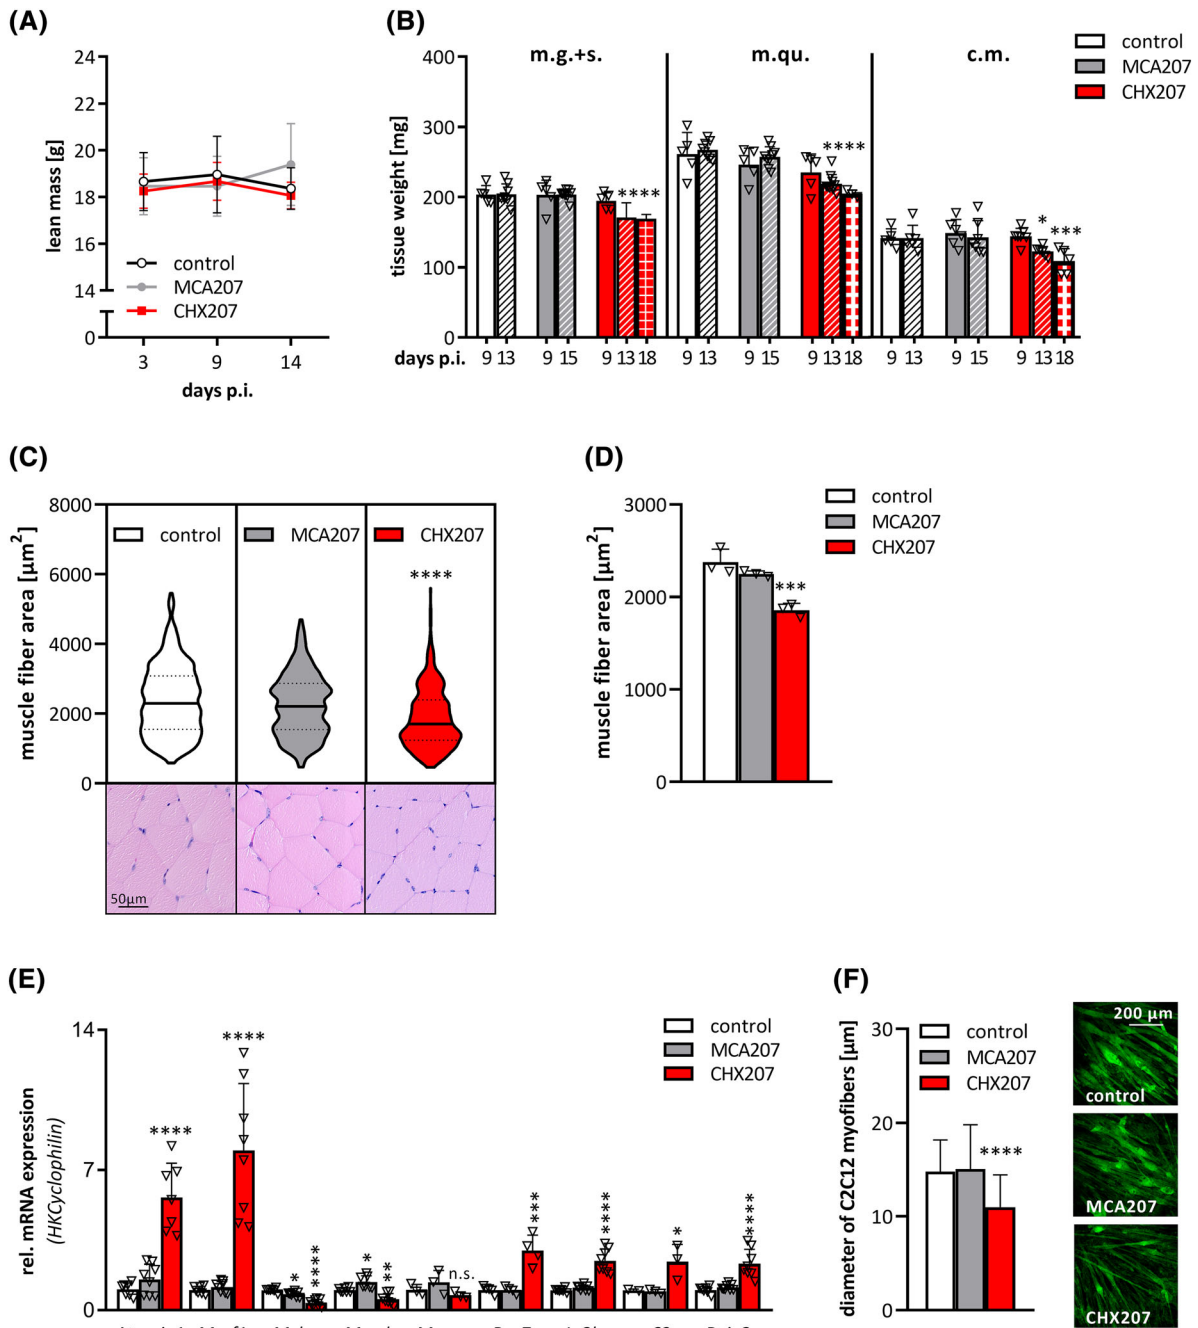 (A)
24
22
20
18
16
14
0
lean mass [g]
control
MCA207
CHX207
3 9 14
days p.i.
(B)
control
MCA207
CHX207
m.g.+s. m.qu. c.m.
400
300
200
100
0
tissue weight [mg]
**** **** * ***
days p.i. 9 13 9 15 9 13 18 9 13 9 15 9 13 18 9 13 9 15 9 13 18
(C)
8000
6000
4000
2000
0
muscle fiber area [µm²]
control MCA207 CHX207
****
50µm
(D)
3000
2000
1000
0
muscle fiber area [µm²]
control
MCA207
CHX207
***
(E)
14
7
0
rel. mRNA expression
(HKCyclophilin)
control
MCA207
CHX207
**** **** * **** * ** n.s. *** **** * ****
(F)
30
20
10
0
diameter of C2C12 myofibers [µm]
control
MCA207
CHX207
****
200 µm
control
MCA207
CHX207